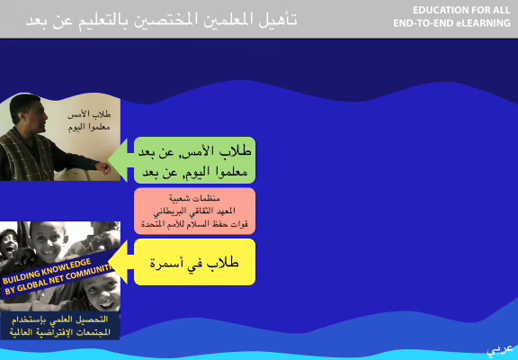 تأهيل المعلمين المختصين بالتعليم عن بعد
EDUCATION FOR ALL
END-TO-END eLEARNING
طلاب الأمس
معلموا اليوم
طلاب الأمس, عن بعد
معلموا اليوم, عن بعد
منظمات شعبية
المعهد الثقافي البريطاني
قوات حفظ السلام للأمم المتحدة
طلاب في أسمرة
BUILDING KNOWLEDGE
BY GLOBAL NET
التحصيل العلمي بإستخدام
المجتمعات الإفتراضية العالية
عربي